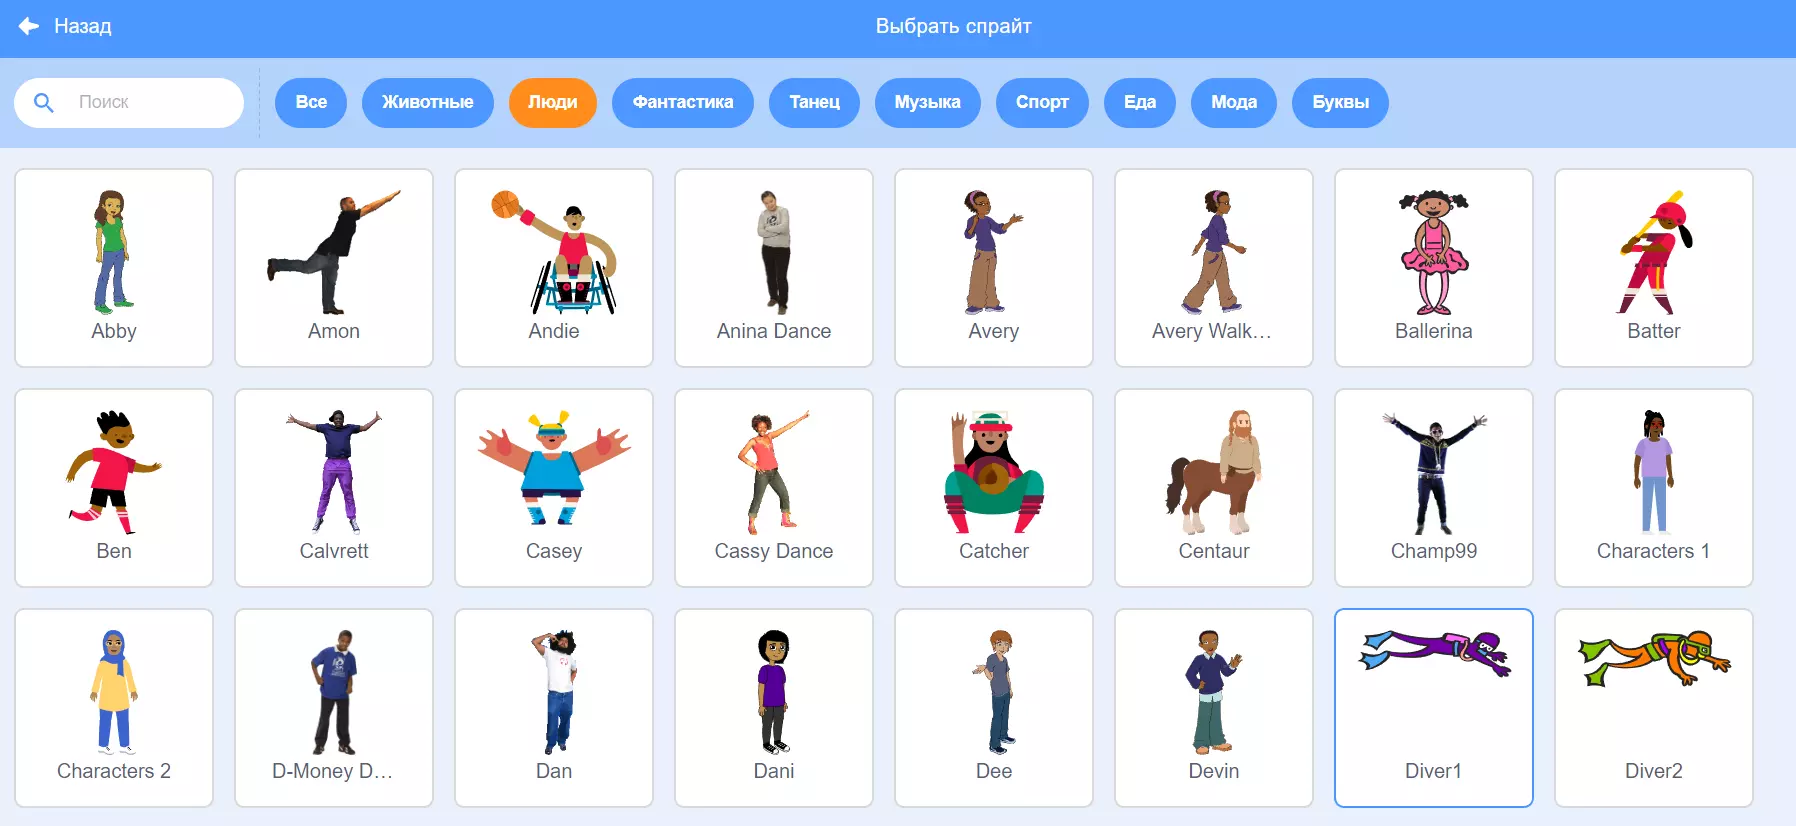 Назад
Выбрать спрайт
Поиск
Все
Животные
Люди
Фантастика
Танец
Музыка
Спорт
Еда
Мода
Буквы
Abby
Amon
Andie
Anina Dance
Avery
Avery Walk...
Ballerina
Batter
Ben
Calvrett
Casey
Cassy Dance
Catcher
Centaur
Champ99
Characters 1
Characters 2
D-Money D...
Dan
Dani
Dee
Devin
Diver1
Diver2